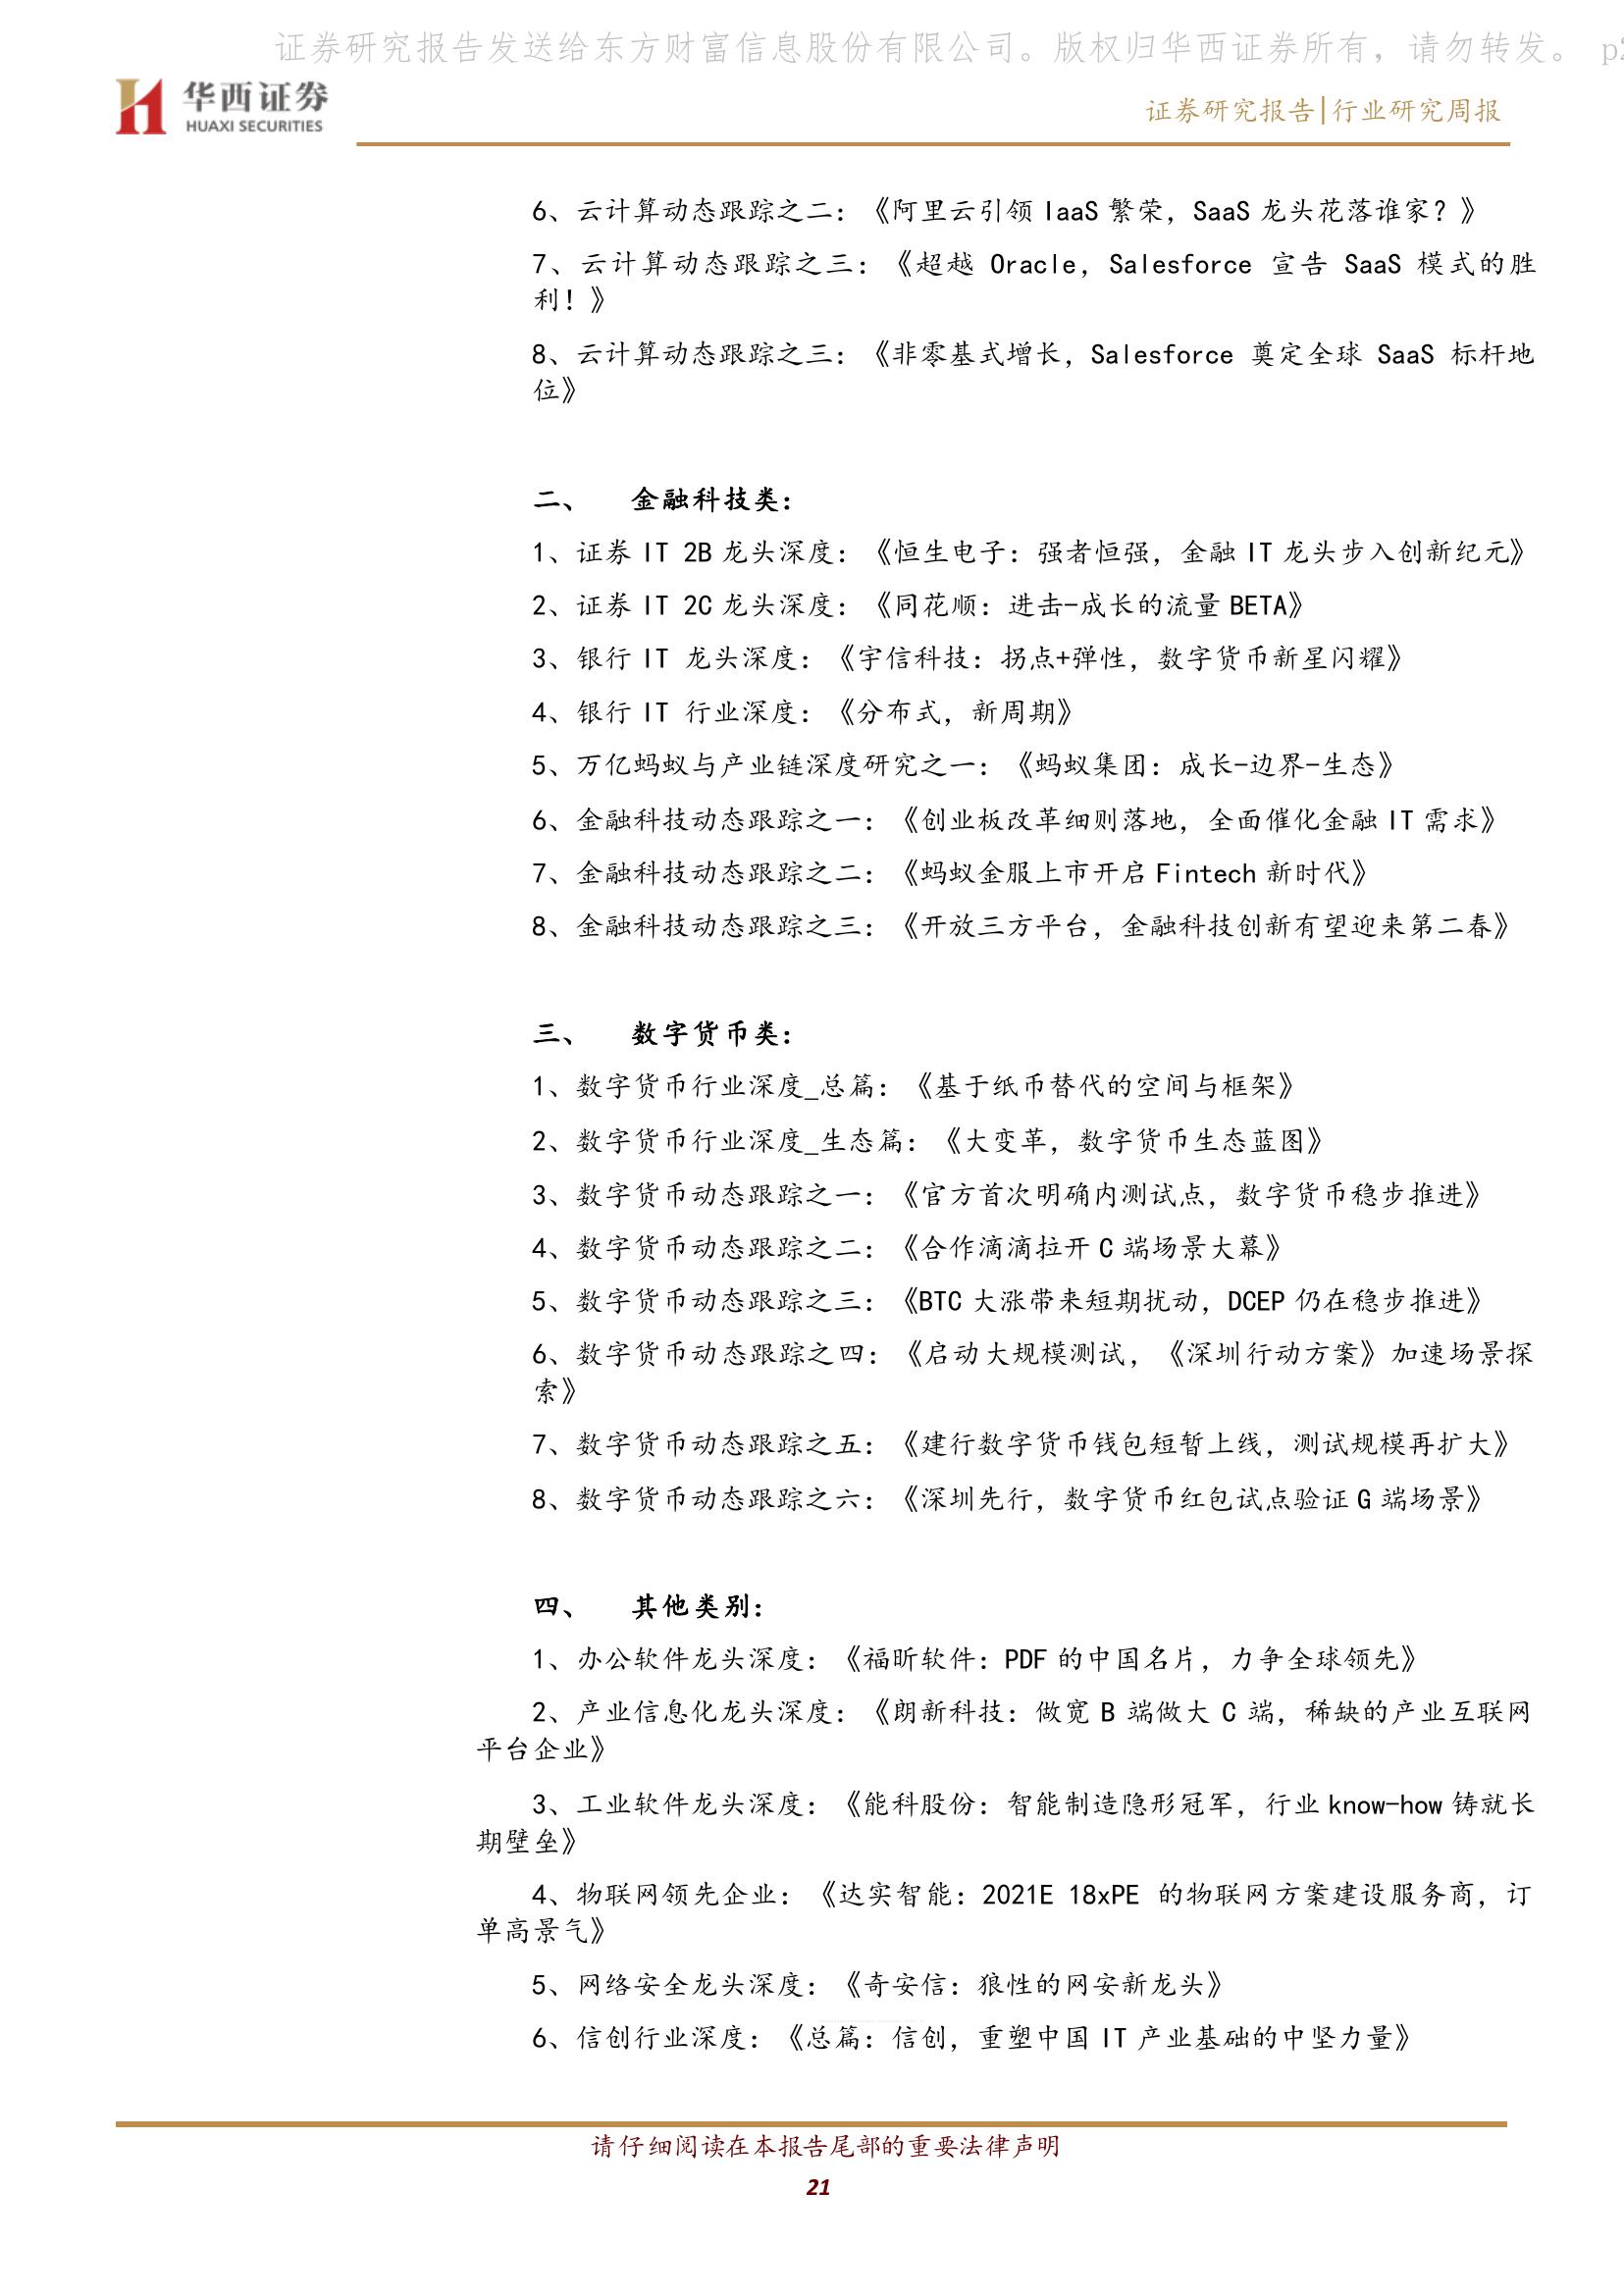 证券研究报告发送给东方财富信息股份有限公司。版权归华西证券所有，请勿转发。 p2
华西证券
HUAXI SECURITIES
证券研究报告|行业研究周报
6、云计算动态跟踪之二：《阿里云引领 IaaS 繁荣，SaaS 龙头花落谁家？》
7、云计算动态跟踪之三：《超越 Oracle，Salesforce 宣告 SaaS 模式的胜
利！》
8、云计算动态跟踪之三：《非零基式增长，Salesforce 奠定全球 SaaS 标杆地
位》
二、 金融科技类：
1、证券 IT 2B 龙头深度：《恒生电子：强者恒强，金融 IT 龙头步入创新纪元》
2、证券 IT 2C 龙头深度：《同花顺：进击-成长的流量 BETA》
3、银行 IT 龙头深度：《宇信科技：拐点+弹性，数字货币新星闪耀》
4、银行 IT 行业深度：《分布式，新周期》
5、万亿蚂蚁与产业链深度研究之一：《蚂蚁集团：成长-边界-生态》
6、金融科技动态跟踪之一：《创业板改革细则落地，全面催化金融 IT 需求》
7、金融科技动态跟踪之二：《蚂蚁金服上市开启 Fintech 新时代》
8、金融科技动态跟踪之三：《开放三方平台，金融科技创新有望迎来第二春》
三、 数字货币类：
1、数字货币行业深度_总篇：《基于纸币替代的空间与框架》
2、数字货币行业深度_生态篇：《大变革，数字货币生态蓝图》
3、数字货币动态跟踪之一：《官方首次明确内测试点，数字货币稳步推进》
4、数字货币动态跟踪之二：《合作滴滴拉开 C 端场景大幕》
5、数字货币动态跟踪之三：《BTC 大涨带来短期扰动，DCEP 仍在稳步推进》
6、数字货币动态跟踪之四：《启动大规模测试，《深圳行动方案》加速场景探
索》
7、数字货币动态跟踪之五：《建行数字货币钱包短暂上线，测试规模再扩大》
8、数字货币动态跟踪之六：《深圳先行，数字货币红包试点验证 G 端场景》
四、 其他类别：
1、办公软件龙头深度：《福昕软件：PDF 的中国名片，力争全球领先》
2、产业信息化龙头深度：《朗新科技：做宽 B 端做大 C 端，稀缺的产业互联网
平台企业》
3、工业软件龙头深度：《能科股份：智能制造隐形冠军，行业 know-how 铸就长
期壁垒》
4、物联网领先企业：《达实智能：2021E 18xPE 的物联网方案建设服务商，订
单高景气》
5、网络安全龙头深度：《奇安信：狼性的网安新龙头》
6、信创行业深度：《总篇：信创，重塑中国 IT 产业基础的中坚力量》
请仔细阅读在本报告尾部的重要法律声明
21